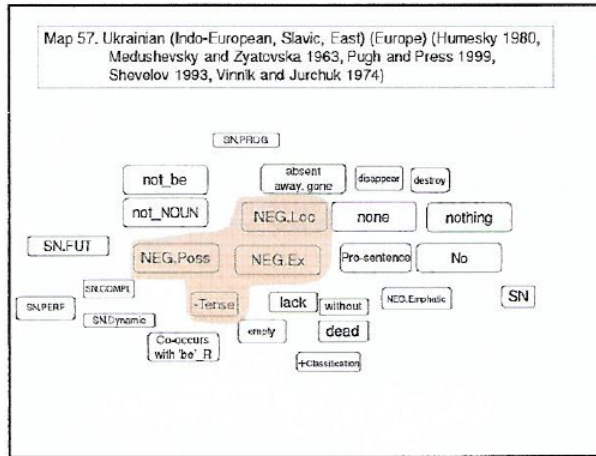 Map 57. Ukrainian (Indo-European, Slavic, East) (Europe) (Humesky 1980,
Medushevsky and Zyatovska 1963, Pugh and Press 1999,
Shevelov 1993, Vinnik and Jurchuk 1974)
SN.PROG
not_be
absent
away, gone
disappear
destroy
not_NOUN
NEG.Loc
none
nothing
SN.FUT
NEG.Poss
NEG.Ex
Pro-sentence
No
SN.COMPL
SN.PERF
-Tense
lack
without
NEG.Emphatic
SN
SN.Dynamic
Co-occurs
with 'be'_R
empty
dead
+Classification